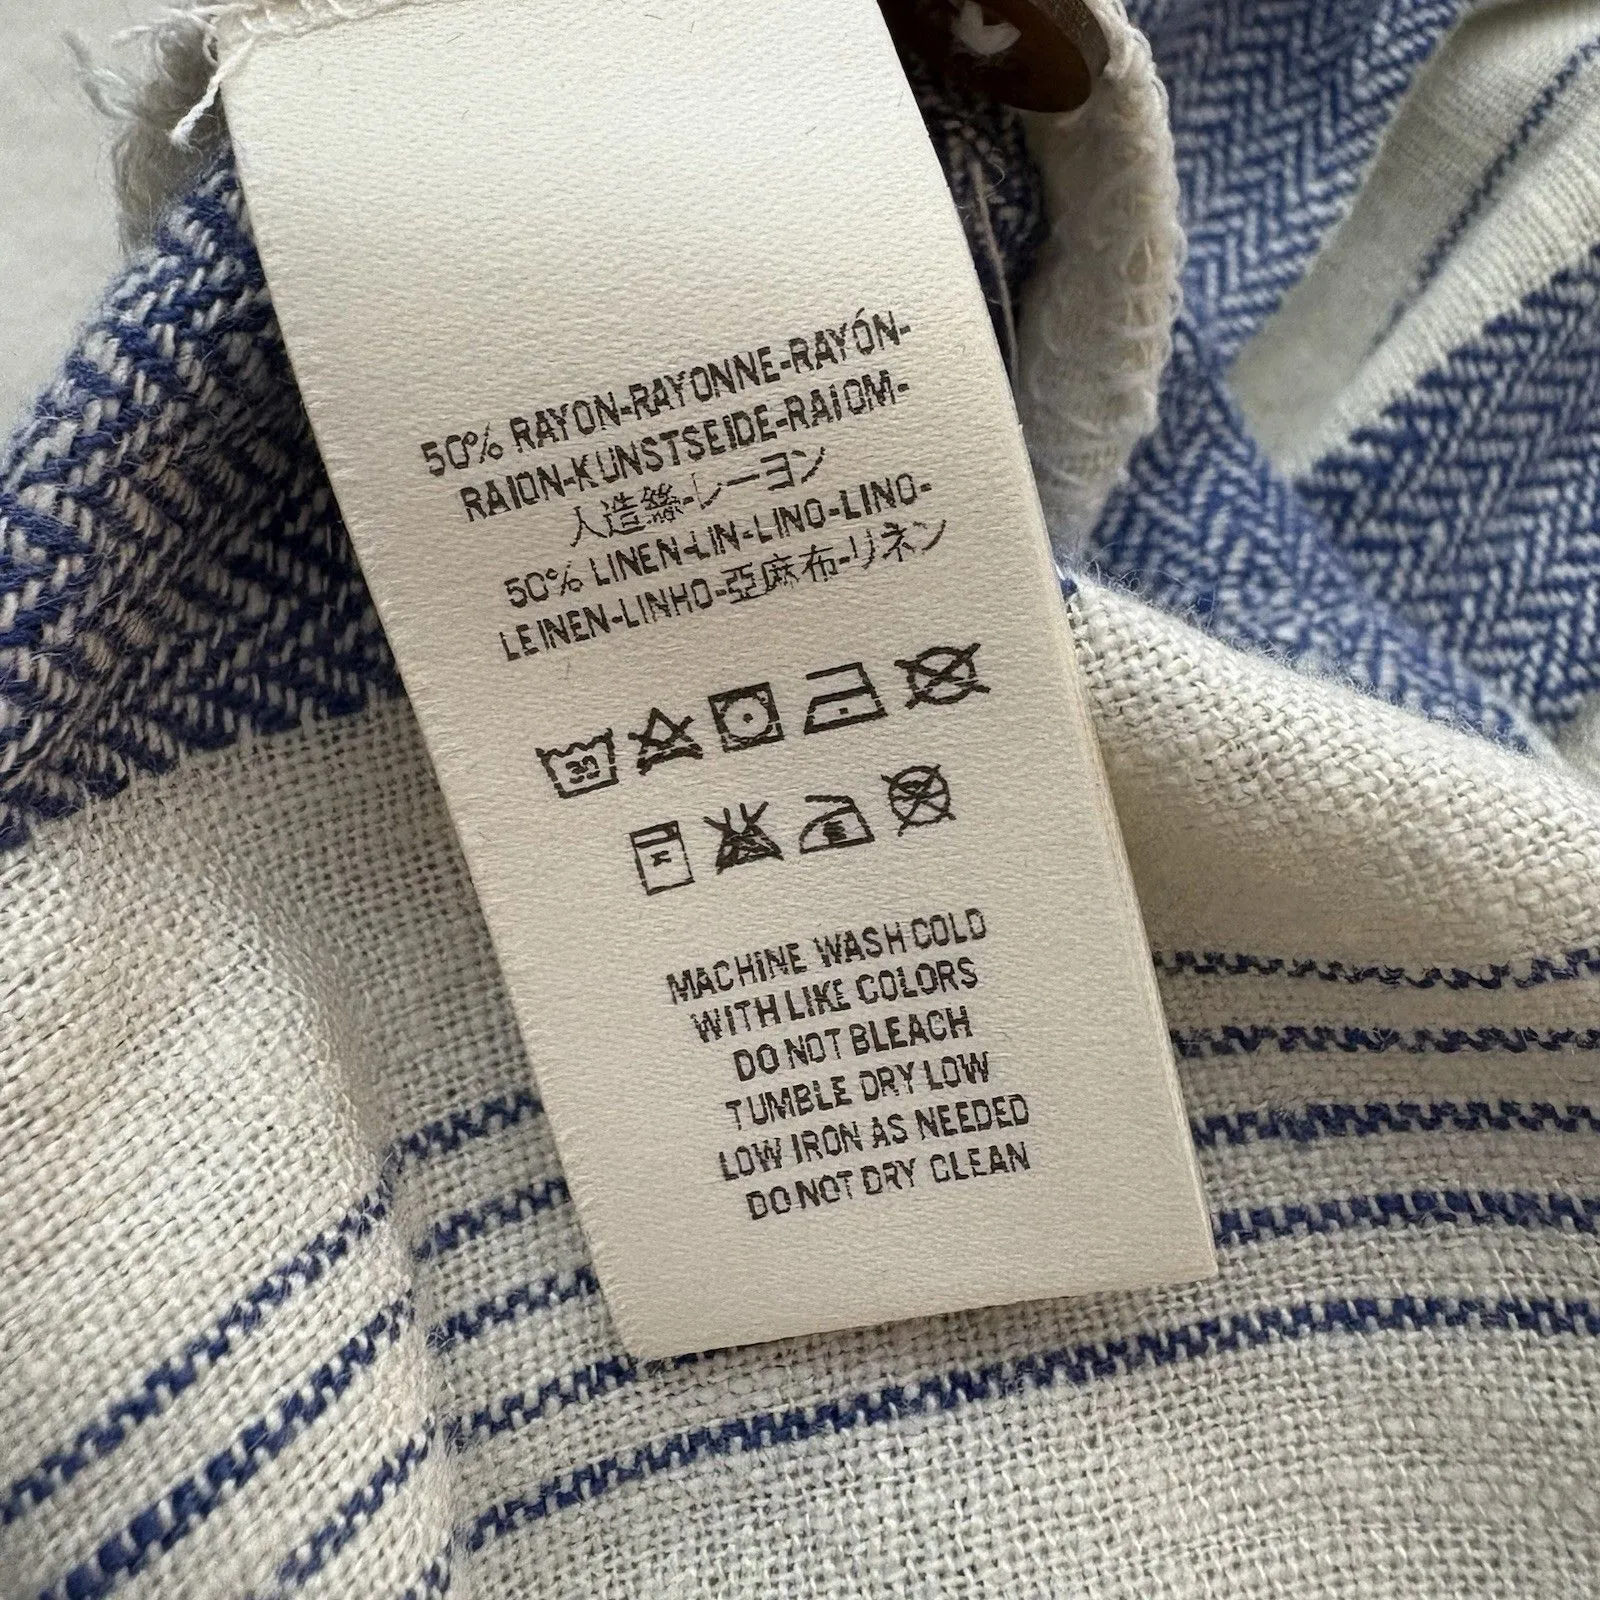 50% RAYON-RAYONNE-RAYÓN-
RAION-KUNSTSEIDE-RAIOM-
人造絲-レーヨン
50% LINEN-LIN-LINO-LINO-
LEINEN-LINHO-亞麻布-リネン
30
MACHINE WASH COLD
WITH LIKE COLORS
DO NOT BLEACH
TUMBLE DRY LOW
LOW IRON AS NEEDED
DO NOT DRY CLEAN